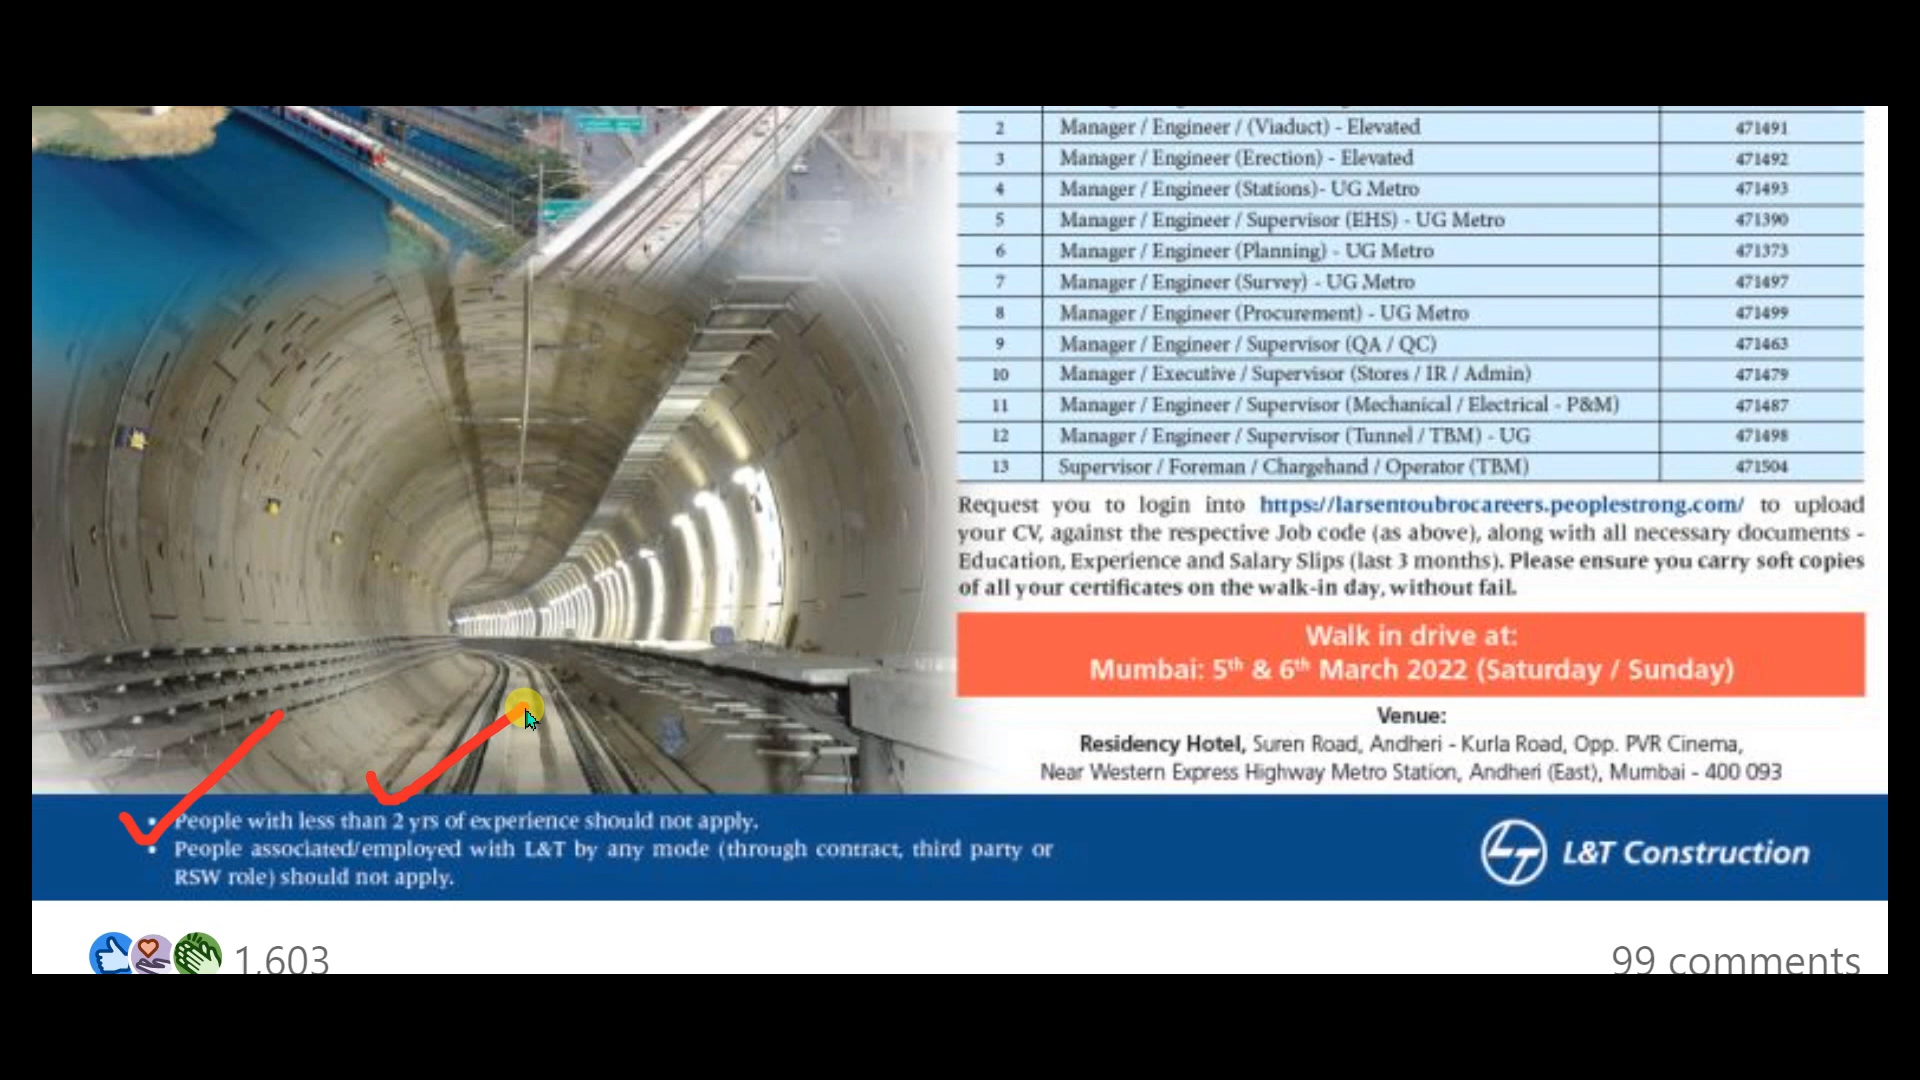 2 Manager / Engineer / (Viaduct) - Elevated 471491
3 Manager / Engineer (Erection) - Elevated 471492
4 Manager / Engineer (Stations)- UG Metro 471493
5 Manager / Engineer / Supervisor (EHS) - UG Metro 471390
6 Manager / Engineer (Planning) - UG Metro 471373
7 Manager / Engineer (Survey) - UG Metro 471497
8 Manager / Engineer (Procurement) - UG Metro 471499
9 Manager / Engineer / Supervisor (QA / QC) 471463
10 Manager / Executive / Supervisor (Stores / IR / Admin) 471479
11 Manager / Engineer / Supervisor (Mechanical / Electrical - P&M) 471487
12 Manager / Engineer / Supervisor (Tunnel / TBM) - UG 471498
13 Supervisor / Foreman / Chargehand / Operator (TBM) 471504
Request you to login into https://larsentoubrocareers.peoplestrong.com/ to upload
your CV, against the respective Job code (as above), along with all necessary documents -
Education, Experience and Salary Slips (last 3 months). Please ensure you carry soft copies
of all your certificates on the walk-in day, without fail.
Walk in drive at:
Mumbai: 5th & 6th March 2022 (Saturday / Sunday)
Venue:
Residency Hotel, Suren Road, Andheri - Kurla Road, Opp. PVR Cinema,
Near Western Express Highway Metro Station, Andheri (East), Mumbai - 400 093
• People with less than 2 yrs of experience should not apply.
• People associated/employed with L&T by any mode (through contract, third party or
RSW role) should not apply.
L&T Construction
1,603
99 comments